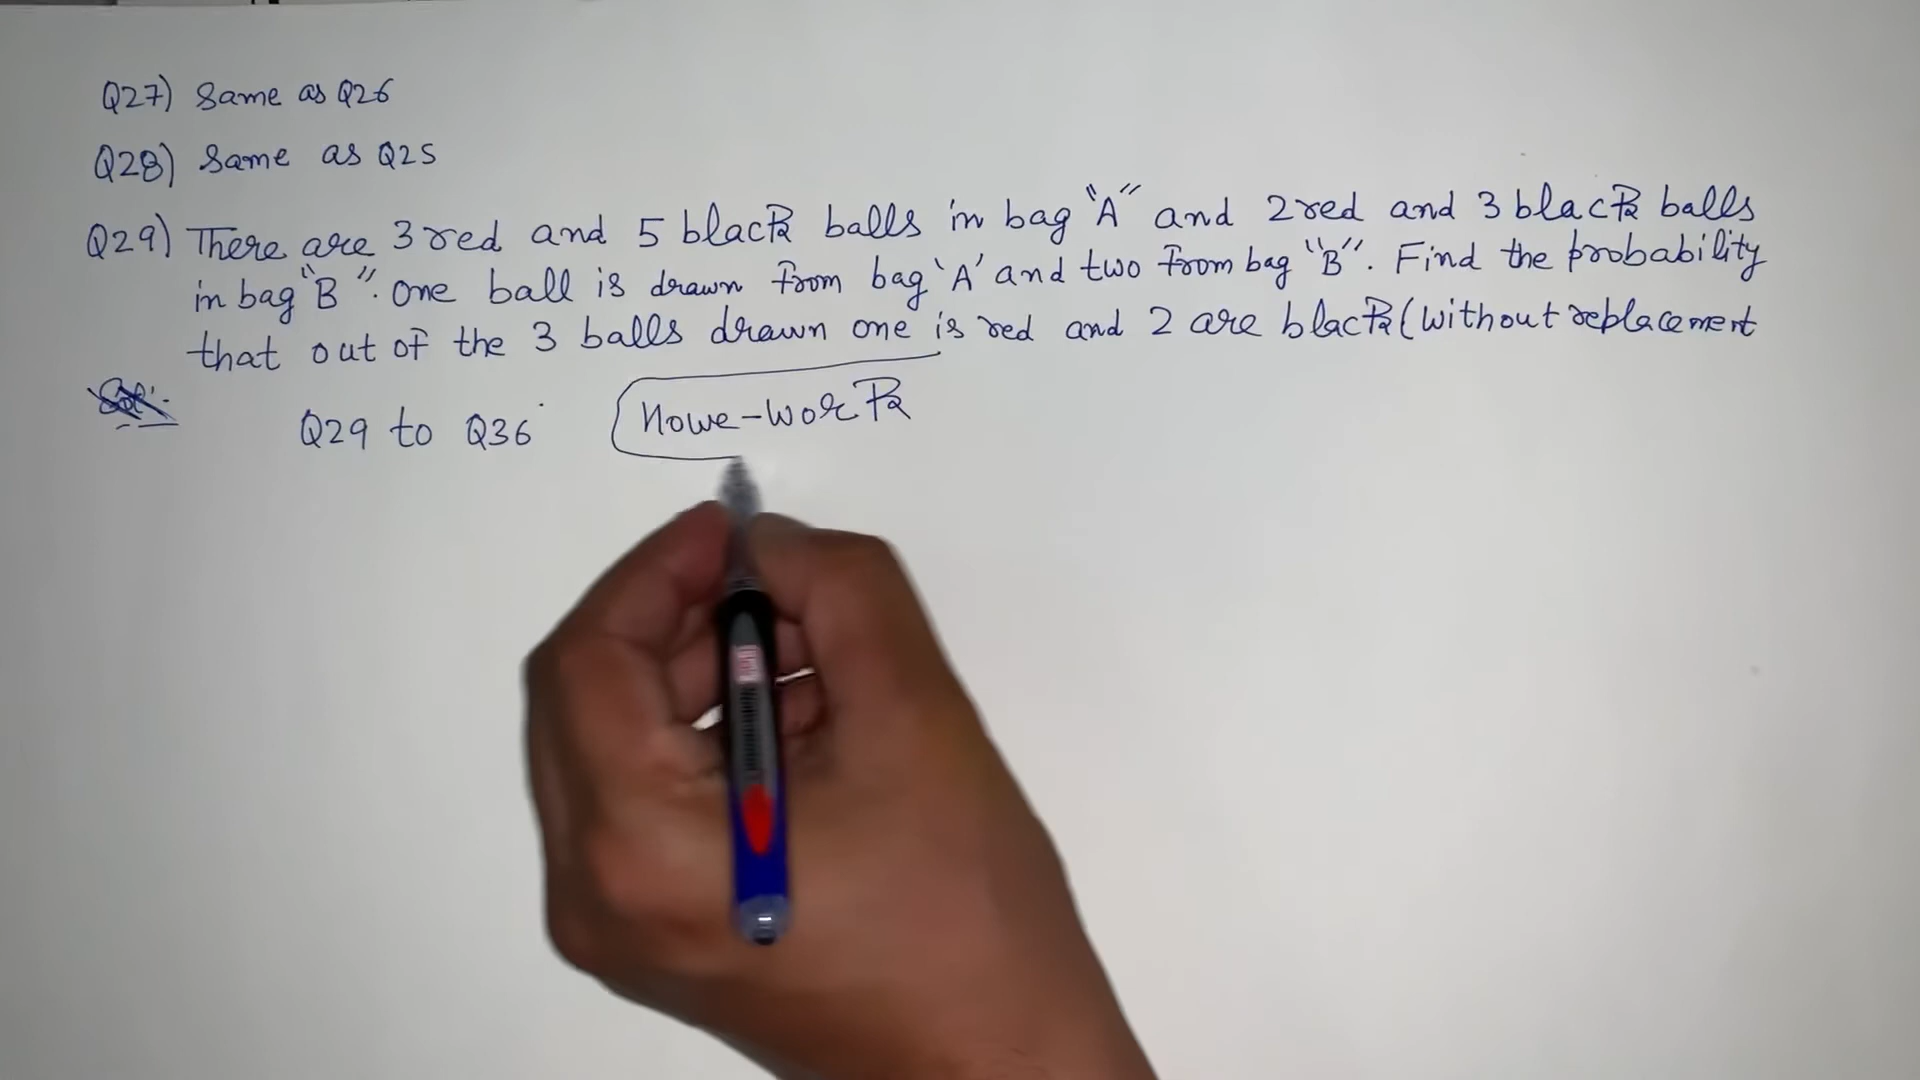 Q27) Same as Q26
Q28) Same as Q25
Q29) There are 3 red and 5 black balls in bag "A" and 2 red and 3 black balls
in bag "B". One ball is drawn from bag 'A' and two from bag "B". Find the probability
that out of the 3 balls drawn one is red and 2 are black (without replacement
Sol:-
Q29 to Q36 Howe-work